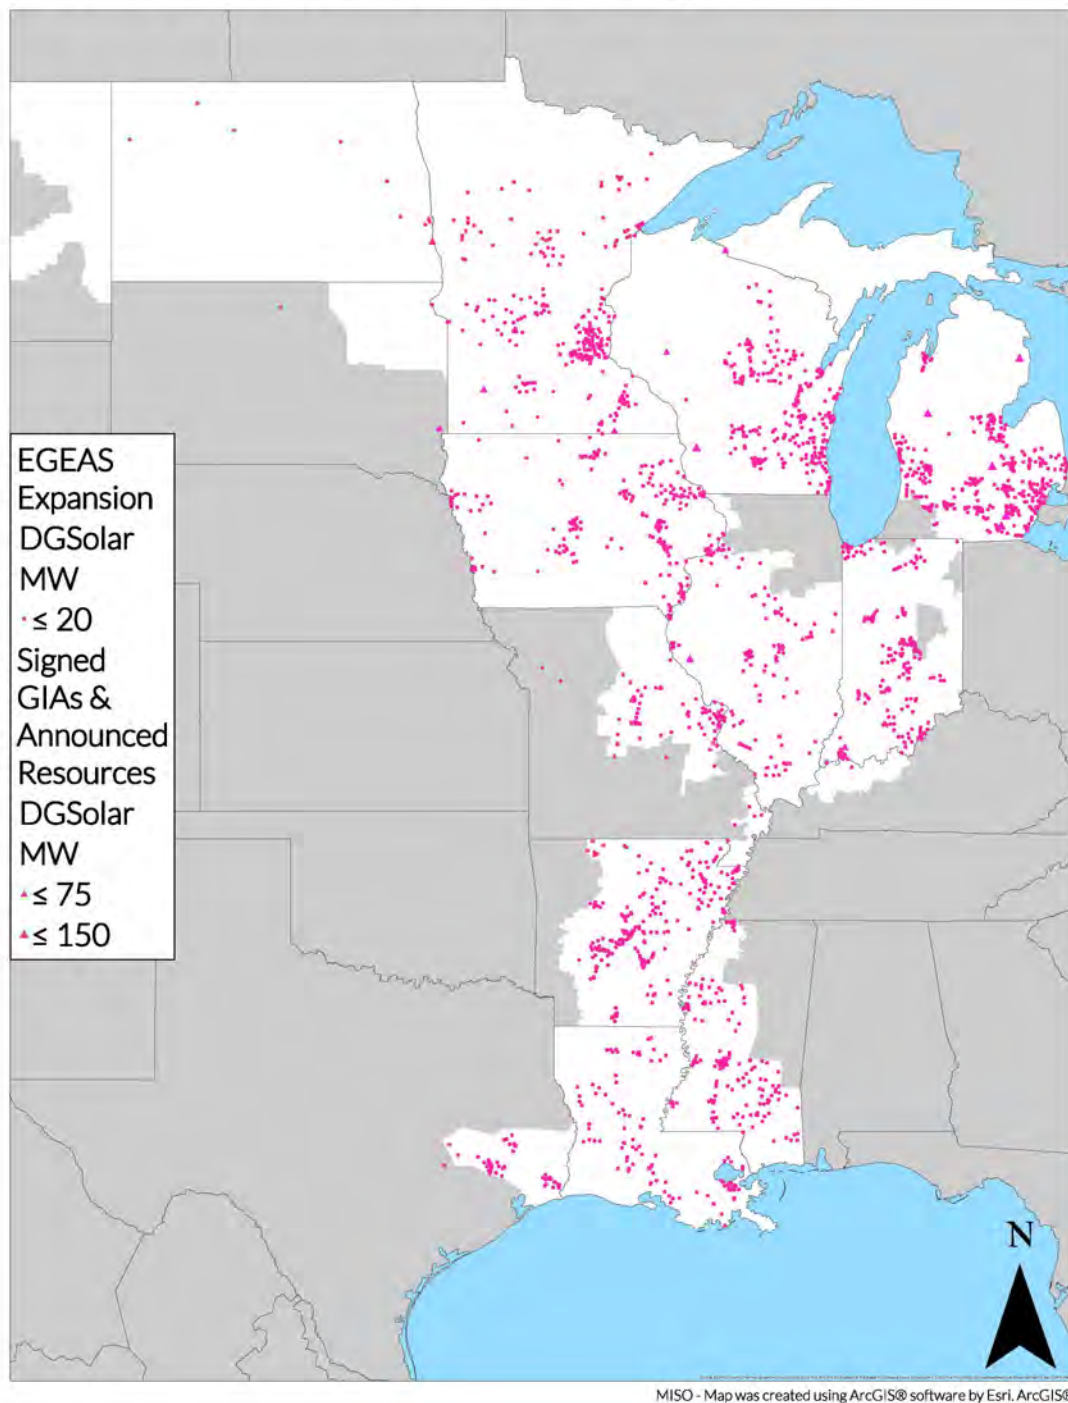 EGEAS
Expansion
DGSolar
MW
≤ 20
Signed
GIAs &
Announced
Resources
DGSolar
MW
≤ 75
≤ 150
N
MISO - Map was created using ArcGIS® software by Esri. ArcGIS®